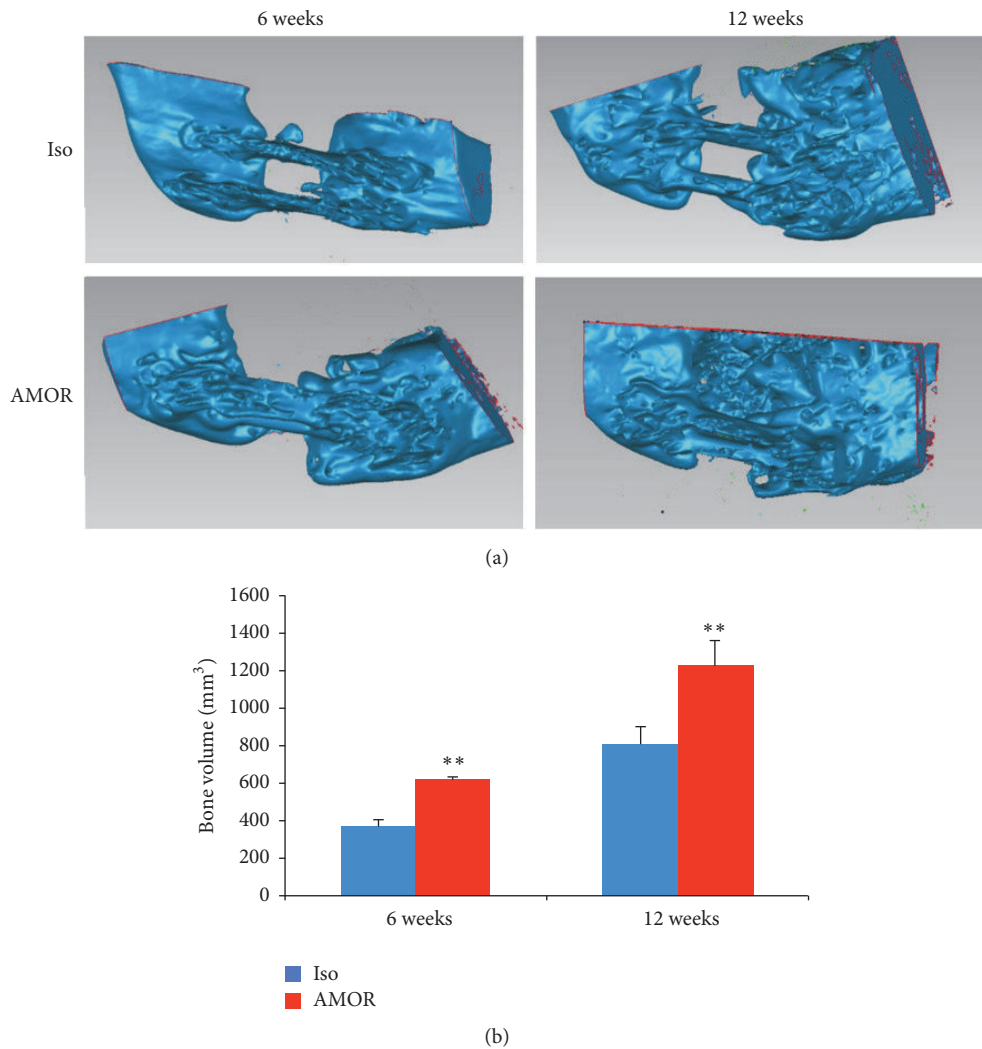 6 weeks
12 weeks
Iso
AMOR
(a)
Bone volume (mm³)
1600
1400
1200
1000
800
600
400
200
0
**
**
6 weeks
12 weeks
Iso
AMOR
(b)